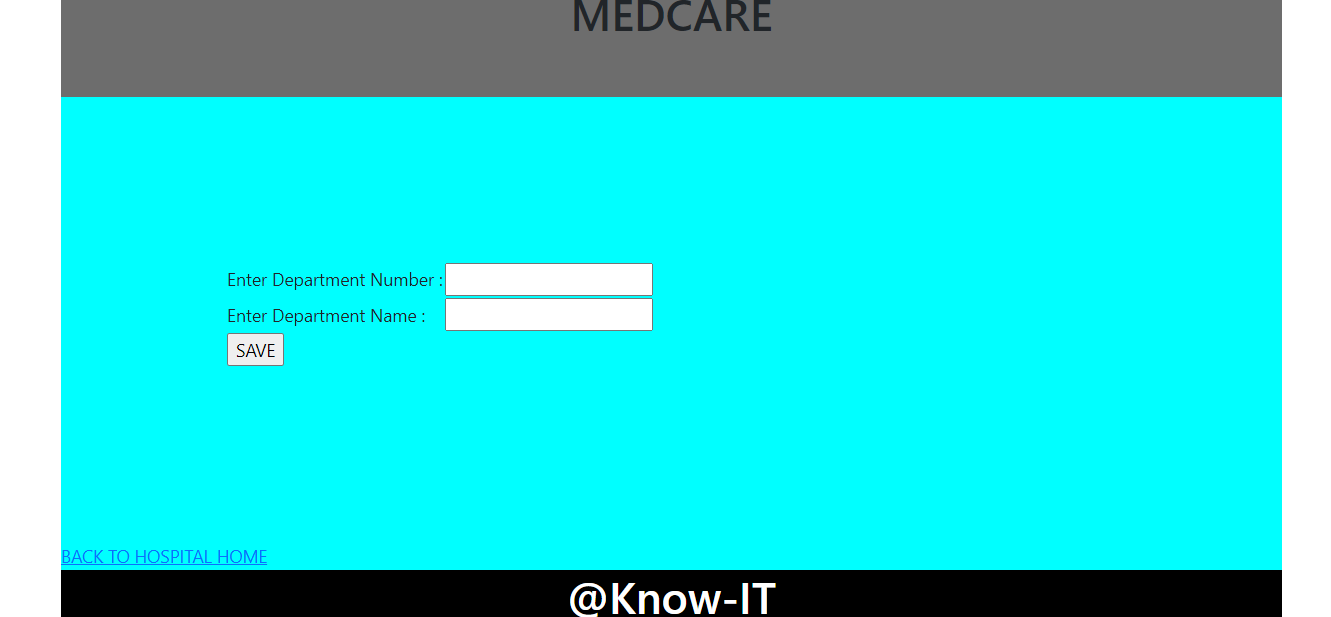 MEDCARE
Enter Department Number :
Enter Department Name :
SAVE
BACK TO HOSPITAL HOME
@Know-IT